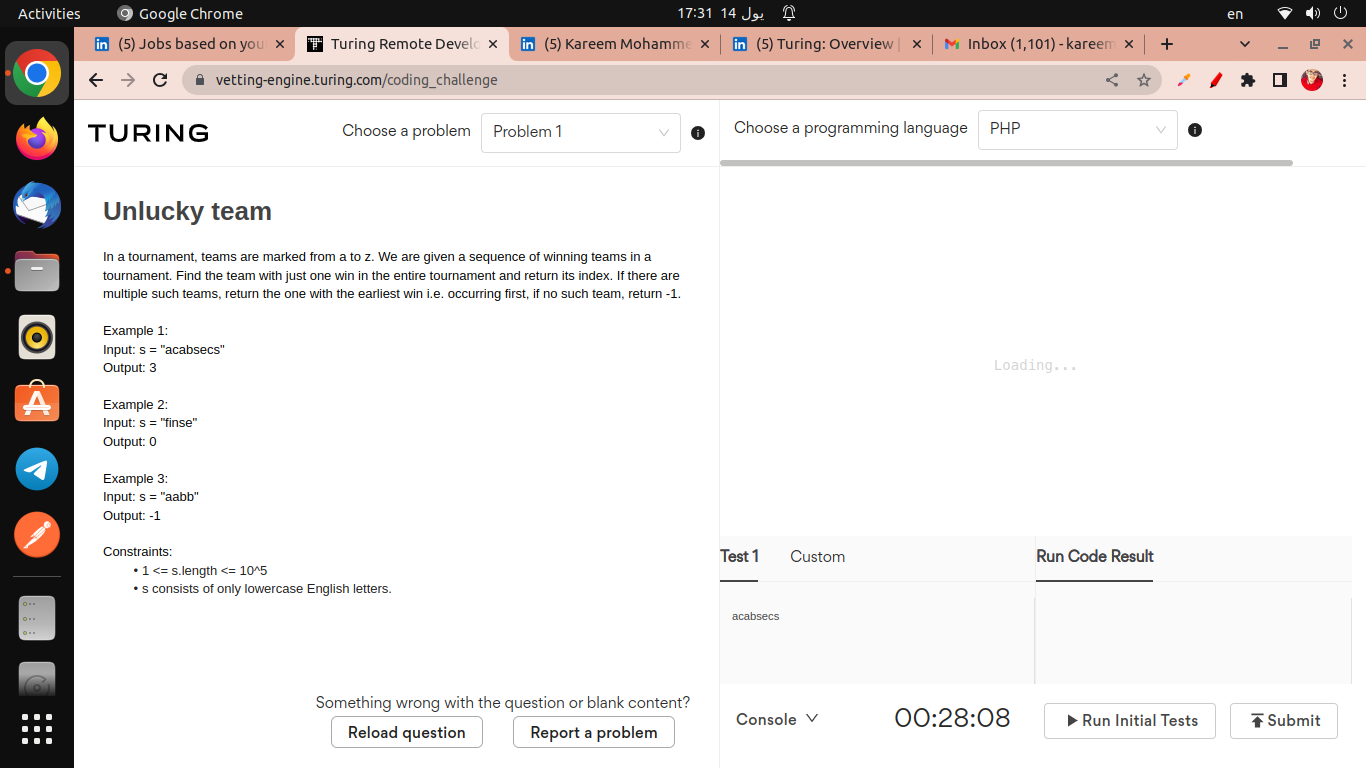 Activities
Google Chrome
17:31 14 يول
en
(5) Jobs based on you
Turing Remote Develo
(5) Kareem Mohamme
(5) Turing: Overview |
Inbox (1,101) - kareem
vetting-engine.turing.com/coding_challenge
TURING
Choose a problem
Problem 1
Choose a programming language
PHP
Unlucky team
In a tournament, teams are marked from a to z. We are given a sequence of winning teams in a
tournament. Find the team with just one win in the entire tournament and return its index. If there are
multiple such teams, return the one with the earliest win i.e. occurring first, if no such team, return -1.
Example 1:
Input: s = "acabsecs"
Output: 3
Example 2:
Input: s = "finse"
Output: 0
Example 3:
Input: s = "aabb"
Output: -1
Constraints:
• 1 <= s.length <= 10^5
• s consists of only lowercase English letters.
Something wrong with the question or blank content?
Reload question
Report a problem
Loading...
Test 1
Custom
Run Code Result
acabsecs
Console
00:28:08
Run Initial Tests
Submit